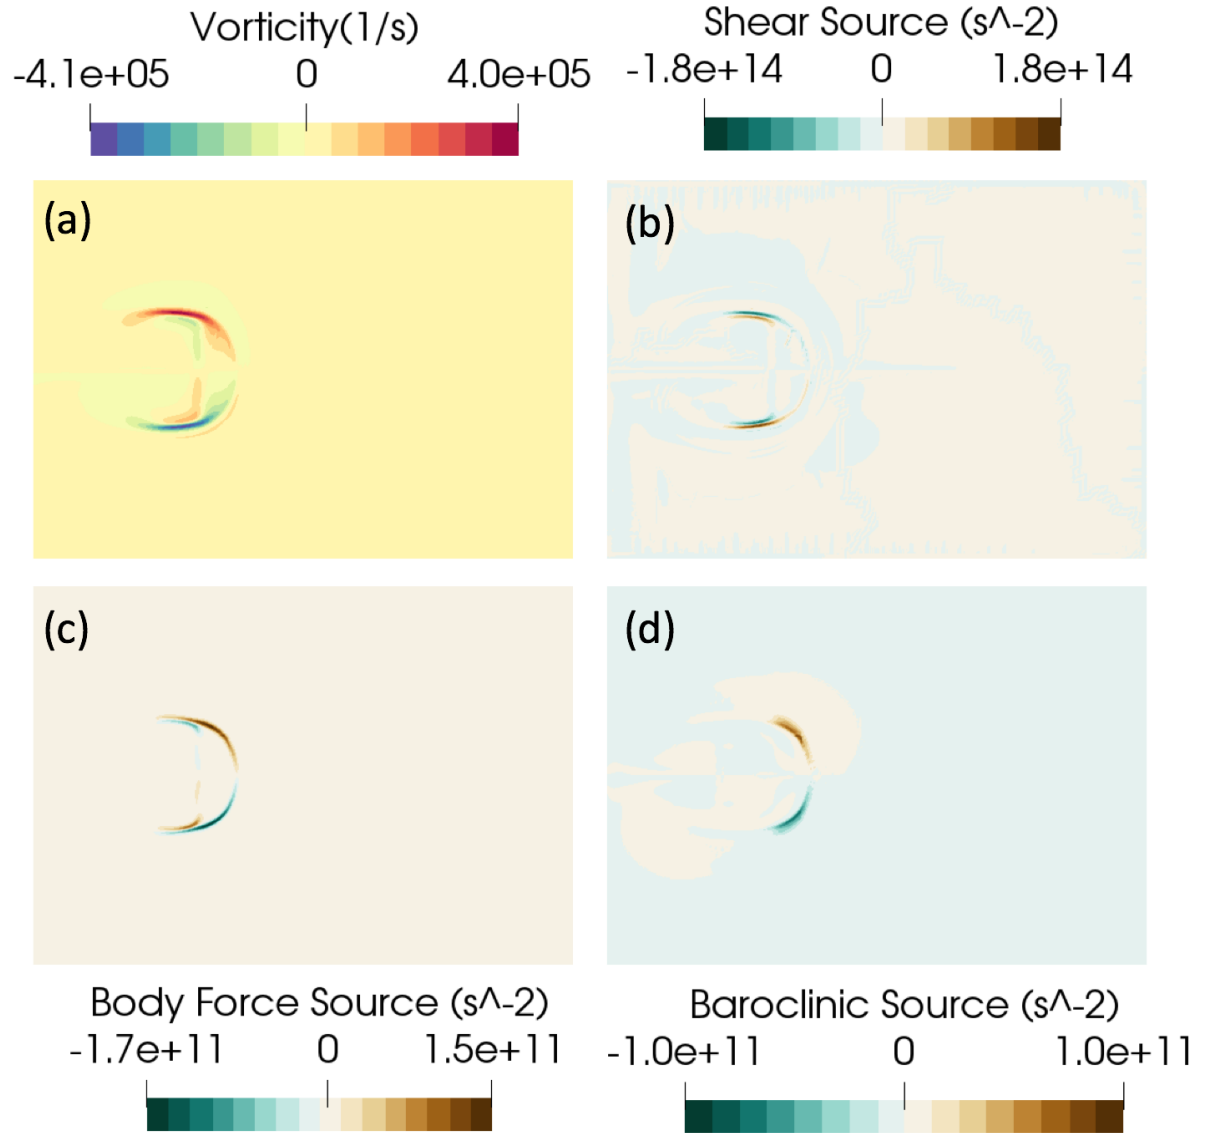 Vorticity(1/s)
-4.1e+05 0 4.0e+05
Shear Source (s^-2)
-1.8e+14 0 1.8e+14
(a)
(b)
(c)
(d)
Body Force Source (s^-2)
-1.7e+11 0 1.5e+11
Baroclinic Source (s^-2)
-1.0e+11 0 1.0e+11